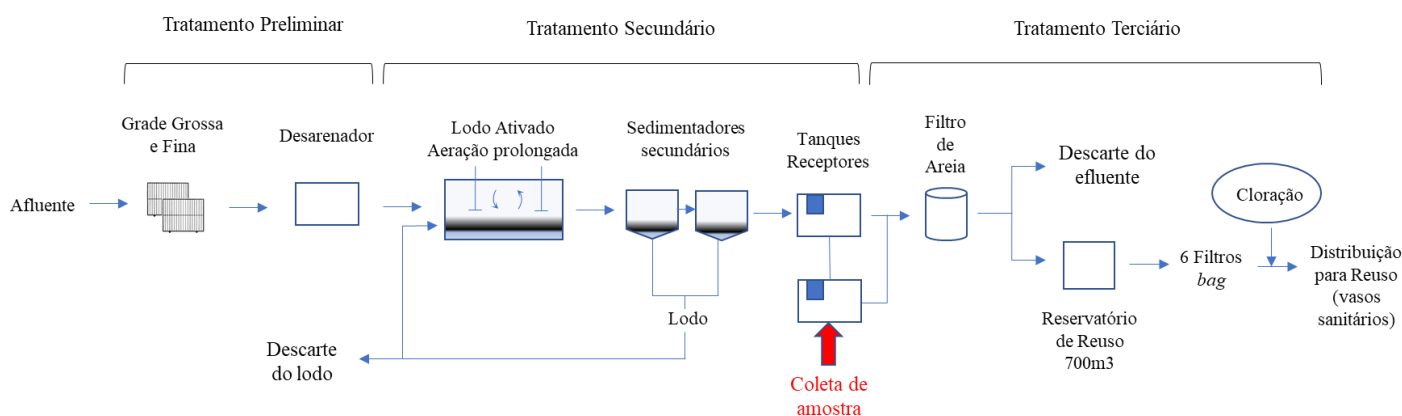 Tratamento Preliminar
Tratamento Secundário
Tratamento Terciário
Grade Grossa
e Fina
Desarenador
Lodo Ativado
Aeração prolongada
Sedimentadores
secundários
Tanques
Receptores
Filtro
de
Areia
Descarte do
efluente
Cloração
Afluente
6 Filtros
bag
Distribuição
para Reuso
(vasos
sanitários)
Lodo
Reservatório
de Reuso
700m3
Descarte
do lodo
Coleta de
amostra